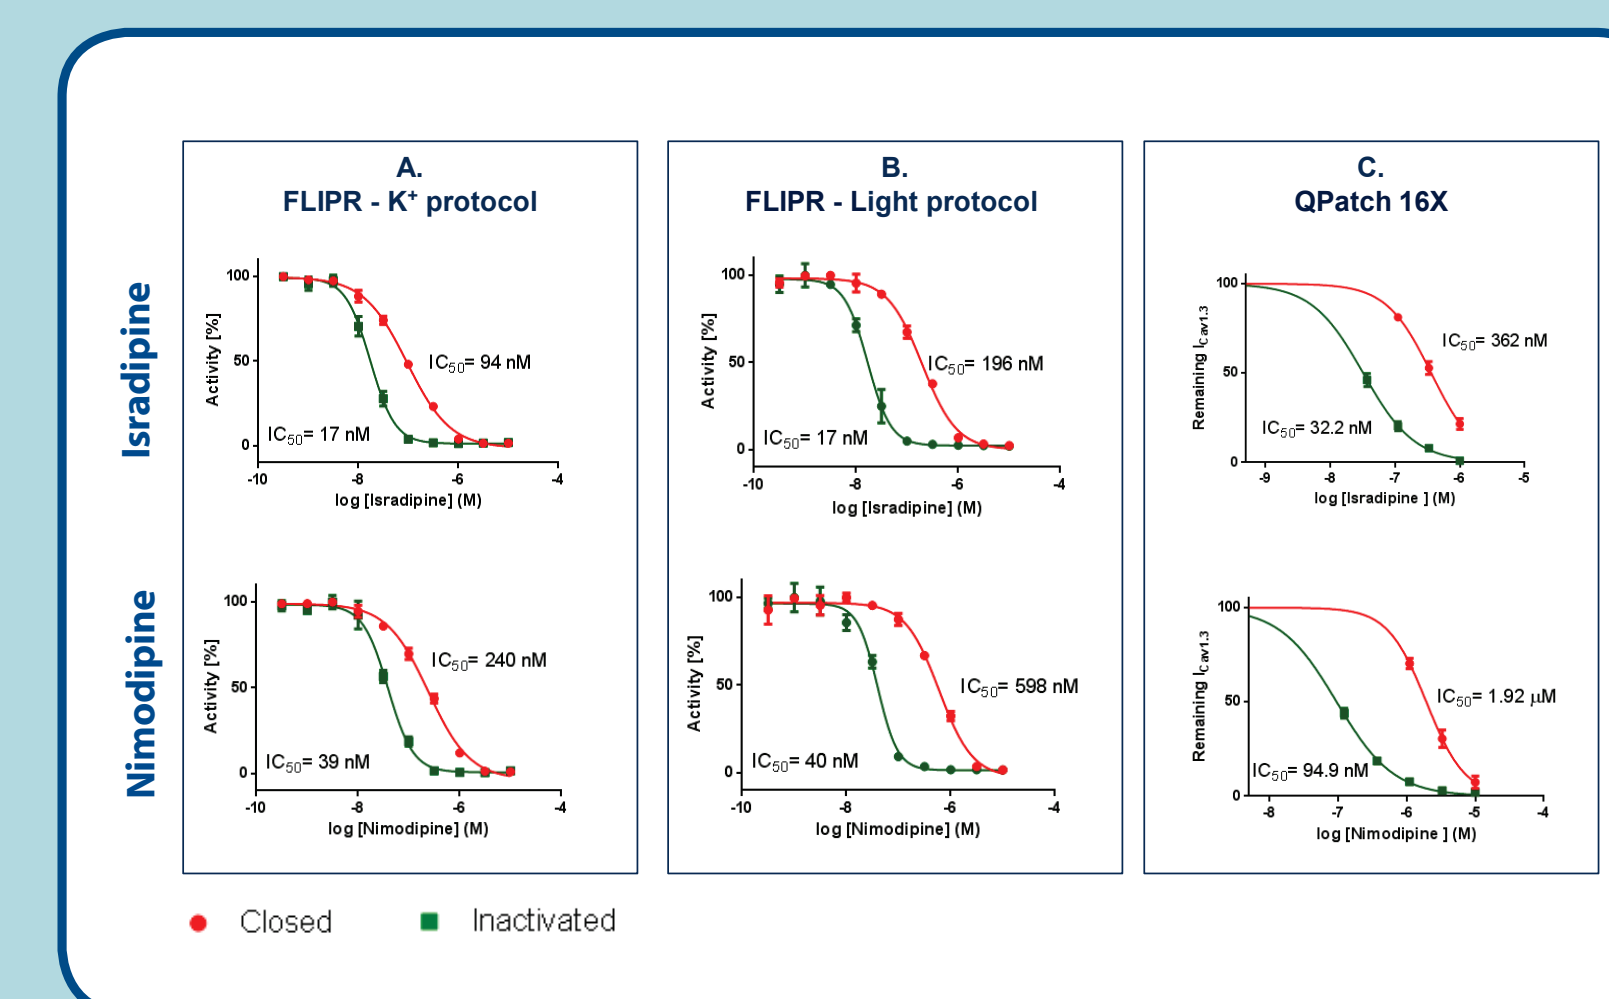 A.
FLIPR - K⁺ protocol
B.
FLIPR - Light protocol
C.
QPatch 16X
Isradipine
Activity [%]
100
50
0
IC50= 94 nM
IC50= 17 nM
-10 -8 -6 -4
log [Isradipine] (M)
Activity [%]
100
50
0
IC50= 196 nM
IC50= 17 nM
-10 -8 -6 -4
log [Isradipine] (M)
Remaining ICav1.3
100
50
0
IC50= 362 nM
IC50= 32.2 nM
-9 -8 -7 -6 -5
log [Isradipine ] (M)
Nimodipine
Activity [%]
100
50
0
IC50= 240 nM
IC50= 39 nM
-10 -8 -6 -4
log [Nimodipine] (M)
Activity [%]
100
50
0
IC50= 598 nM
IC50= 40 nM
-10 -8 -6 -4
log [Nimodipine] (M)
Remaining ICav1.3
100
50
0
IC50= 1.92 µM
IC50= 94.9 nM
-8 -7 -6 -5 -4
log [Nimodipine ] (M)
Closed Inactivated